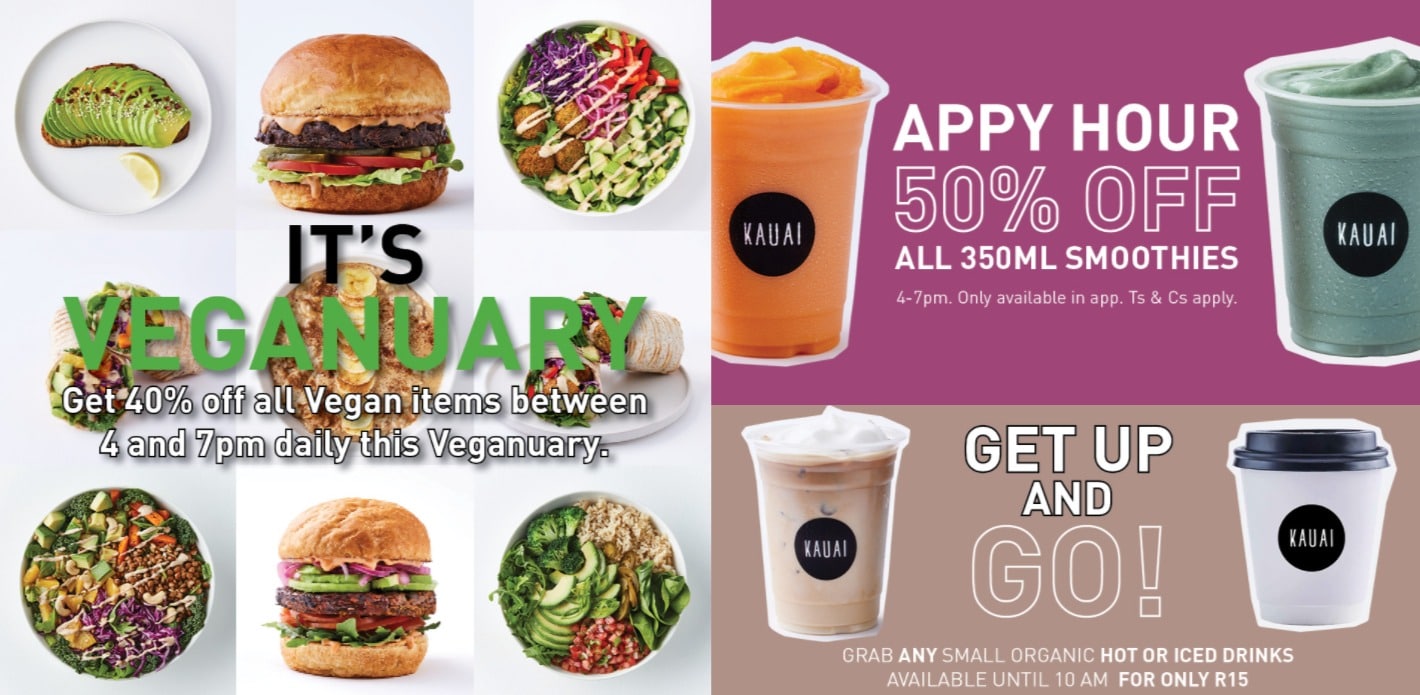 IT'S
VEGANUARY
Get 40% off all Vegan items between
4 and 7pm daily this Veganuary.
APPY HOUR
50% OFF
ALL 350ML SMOOTHIES
4-7pm. Only available in app. Ts & Cs apply.
KAUAI
KAUAI
GET UP
AND
GO!
KAUAI
KAUAI
GRAB ANY SMALL ORGANIC HOT OR ICED DRINKS
AVAILABLE UNTIL 10 AM FOR ONLY R15